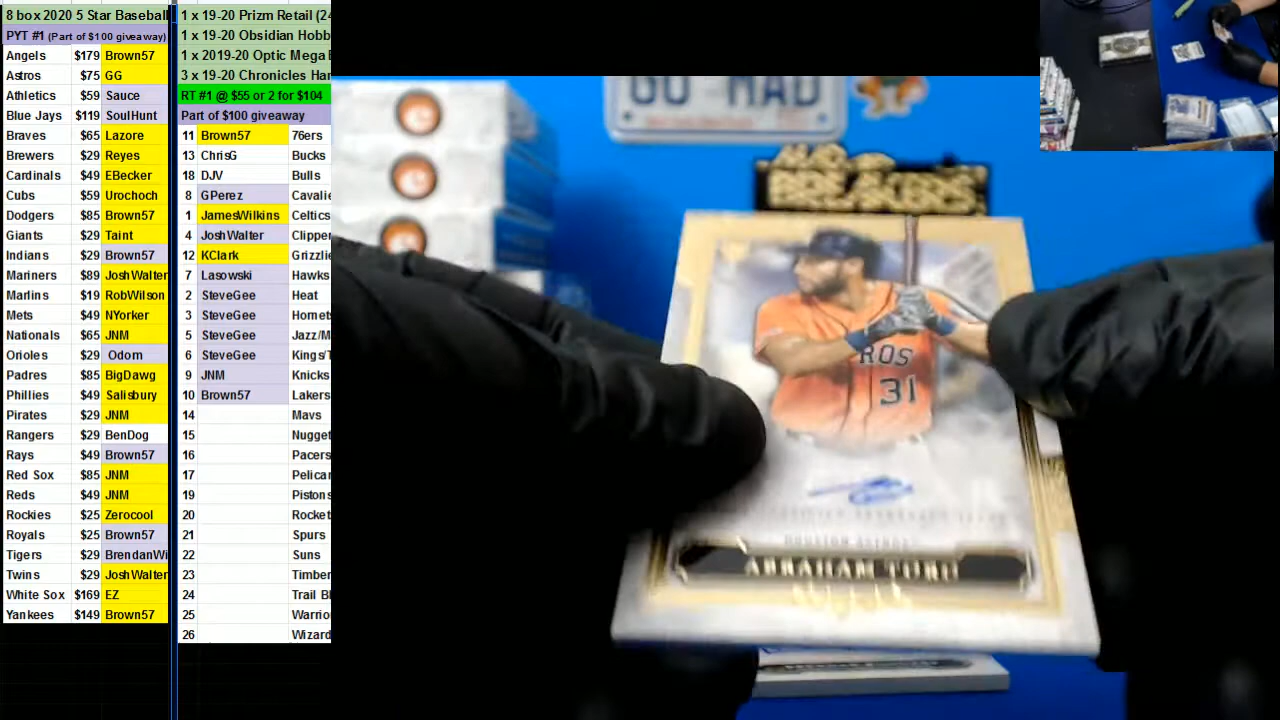 8 box 2020 5 Star Baseball
PYT #1 (Part of $100 giveaway)
Angels $179 Brown57
Astros $75 GG
Athletics $59 Sauce
Blue Jays $119 SoulHunt
Braves $65 Lazore
Brewers $29 Reyes
Cardinals $49 EBecker
Cubs $59 Urochoch
Dodgers $85 Brown57
Giants $29 Taint
Indians $29 Brown57
Mariners $89 JoshWalter
Marlins $19 RobWilson
Mets $49 NYorker
Nationals $65 JNM
Orioles $29 Odom
Padres $85 BigDawg
Phillies $49 Salisbury
Pirates $29 JNM
Rangers $29 BenDog
Rays $49 Brown57
Red Sox $85 JNM
Reds $49 JNM
Rockies $25 Zerocool
Royals $25 Brown57
Tigers $29 BrendanWi
Twins $29 JoshWalter
White Sox $169 EZ
Yankees $149 Brown57
1 x 19-20 Prizm Retail (24
1 x 19-20 Obsidian Hobb
1 x 2019-20 Optic Mega
3 x 19-20 Chronicles Han
RT #1 @ $55 or 2 for $104
Part of $100 giveaway
11 Brown57 76ers
13 ChrisG Bucks
18 DJV Bulls
8 GPerez Cavalie
1 JamesWilkins Celtics
4 JoshWalter Clipper
12 KClark Grizzlie
7 Lasowski Hawks
2 SteveGee Heat
3 SteveGee Hornet
5 SteveGee Jazz/M
6 SteveGee Kings/T
9 JNM Knicks
10 Brown57 Lakers
14 Mavs
15 Nugget
16 Pacers
17 Pelica
19 Piston
20 Rocket
21 Spurs
22 Suns
23 Timber
24 Trail Bl
25 Warrio
26 Wizard
GO MAD
BREAKERS
ROS
31
HOUSTON ASTROS
ABRAHAM TORO